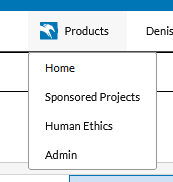 Products Denis
Home
Sponsored Projects
Human Ethics
Admin